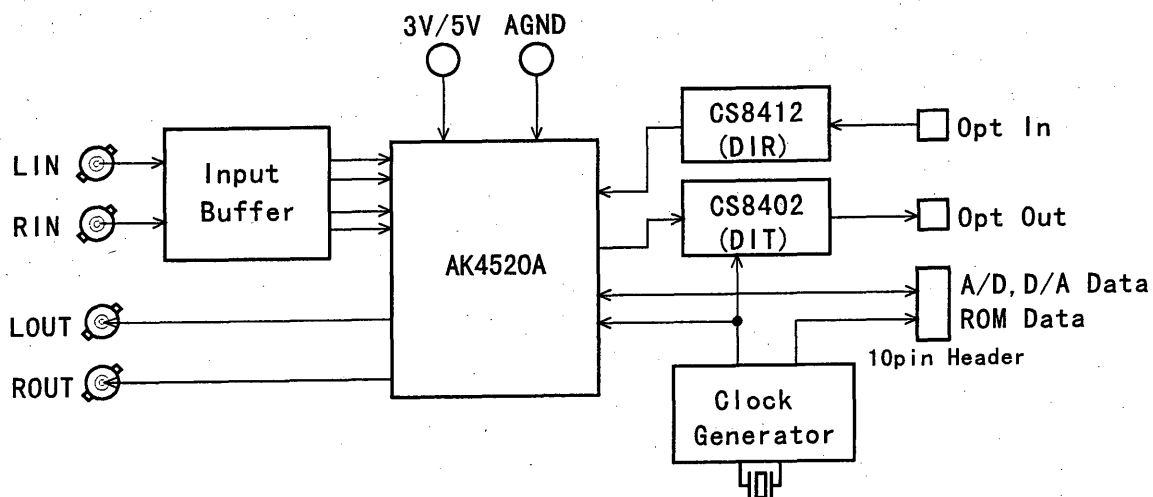 3V/5V AGND
LIN
RIN
Input
Buffer
AK4520A
CS8412
(DIR)
Opt In
CS8402
(DIT)
Opt Out
LOUT
ROUT
A/D, D/A Data
ROM Data
10pin Header
Clock
Generator